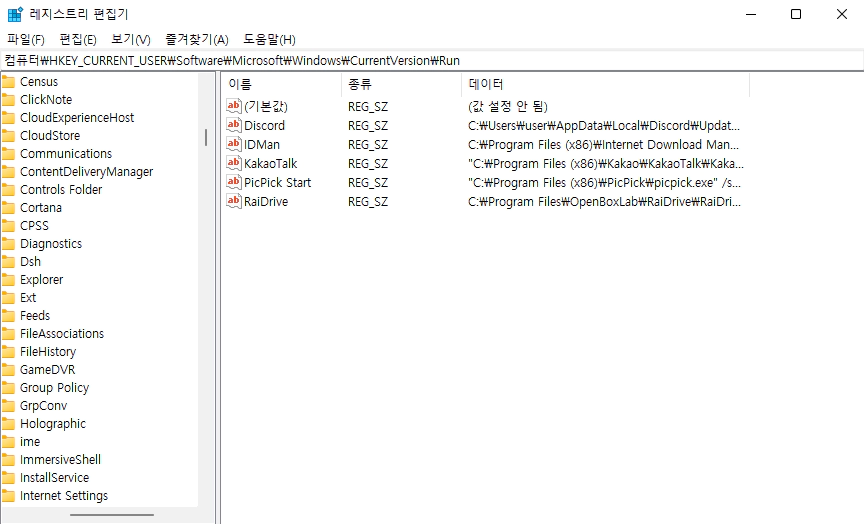 레지스트리 편집기
파일(F) 편집(E) 보기(V) 즐겨찾기(A) 도움말(H)
컴퓨터₩HKEY_CURRENT_USER₩Software₩Microsoft₩Windows₩CurrentVersion₩Run
Census
ClickNote
CloudExperienceHost
CloudStore
Communications
ContentDeliveryManager
Controls Folder
Cortana
CPSS
Diagnostics
Dsh
Explorer
Ext
Feeds
FileAssociations
FileHistory
GameDVR
Group Policy
GrpConv
Holographic
ime
ImmersiveShell
InstallService
Internet Settings
이름 종류 데이터
(기본값) REG_SZ (값 설정 안 됨)
Discord REG_SZ C:₩Users₩user₩AppData₩Local₩Discord₩Updat...
IDMan REG_SZ C:₩Program Files (x86)₩Internet Download Man...
KakaoTalk REG_SZ "C:₩Program Files (x86)₩Kakao₩KakaoTalk₩Kaka...
PicPick Start REG_SZ "C:₩Program Files (x86)₩PicPick₩picpick.exe" /s...
RaiDrive REG_SZ C:₩Program Files₩OpenBoxLab₩RaiDrive₩RaiDri...